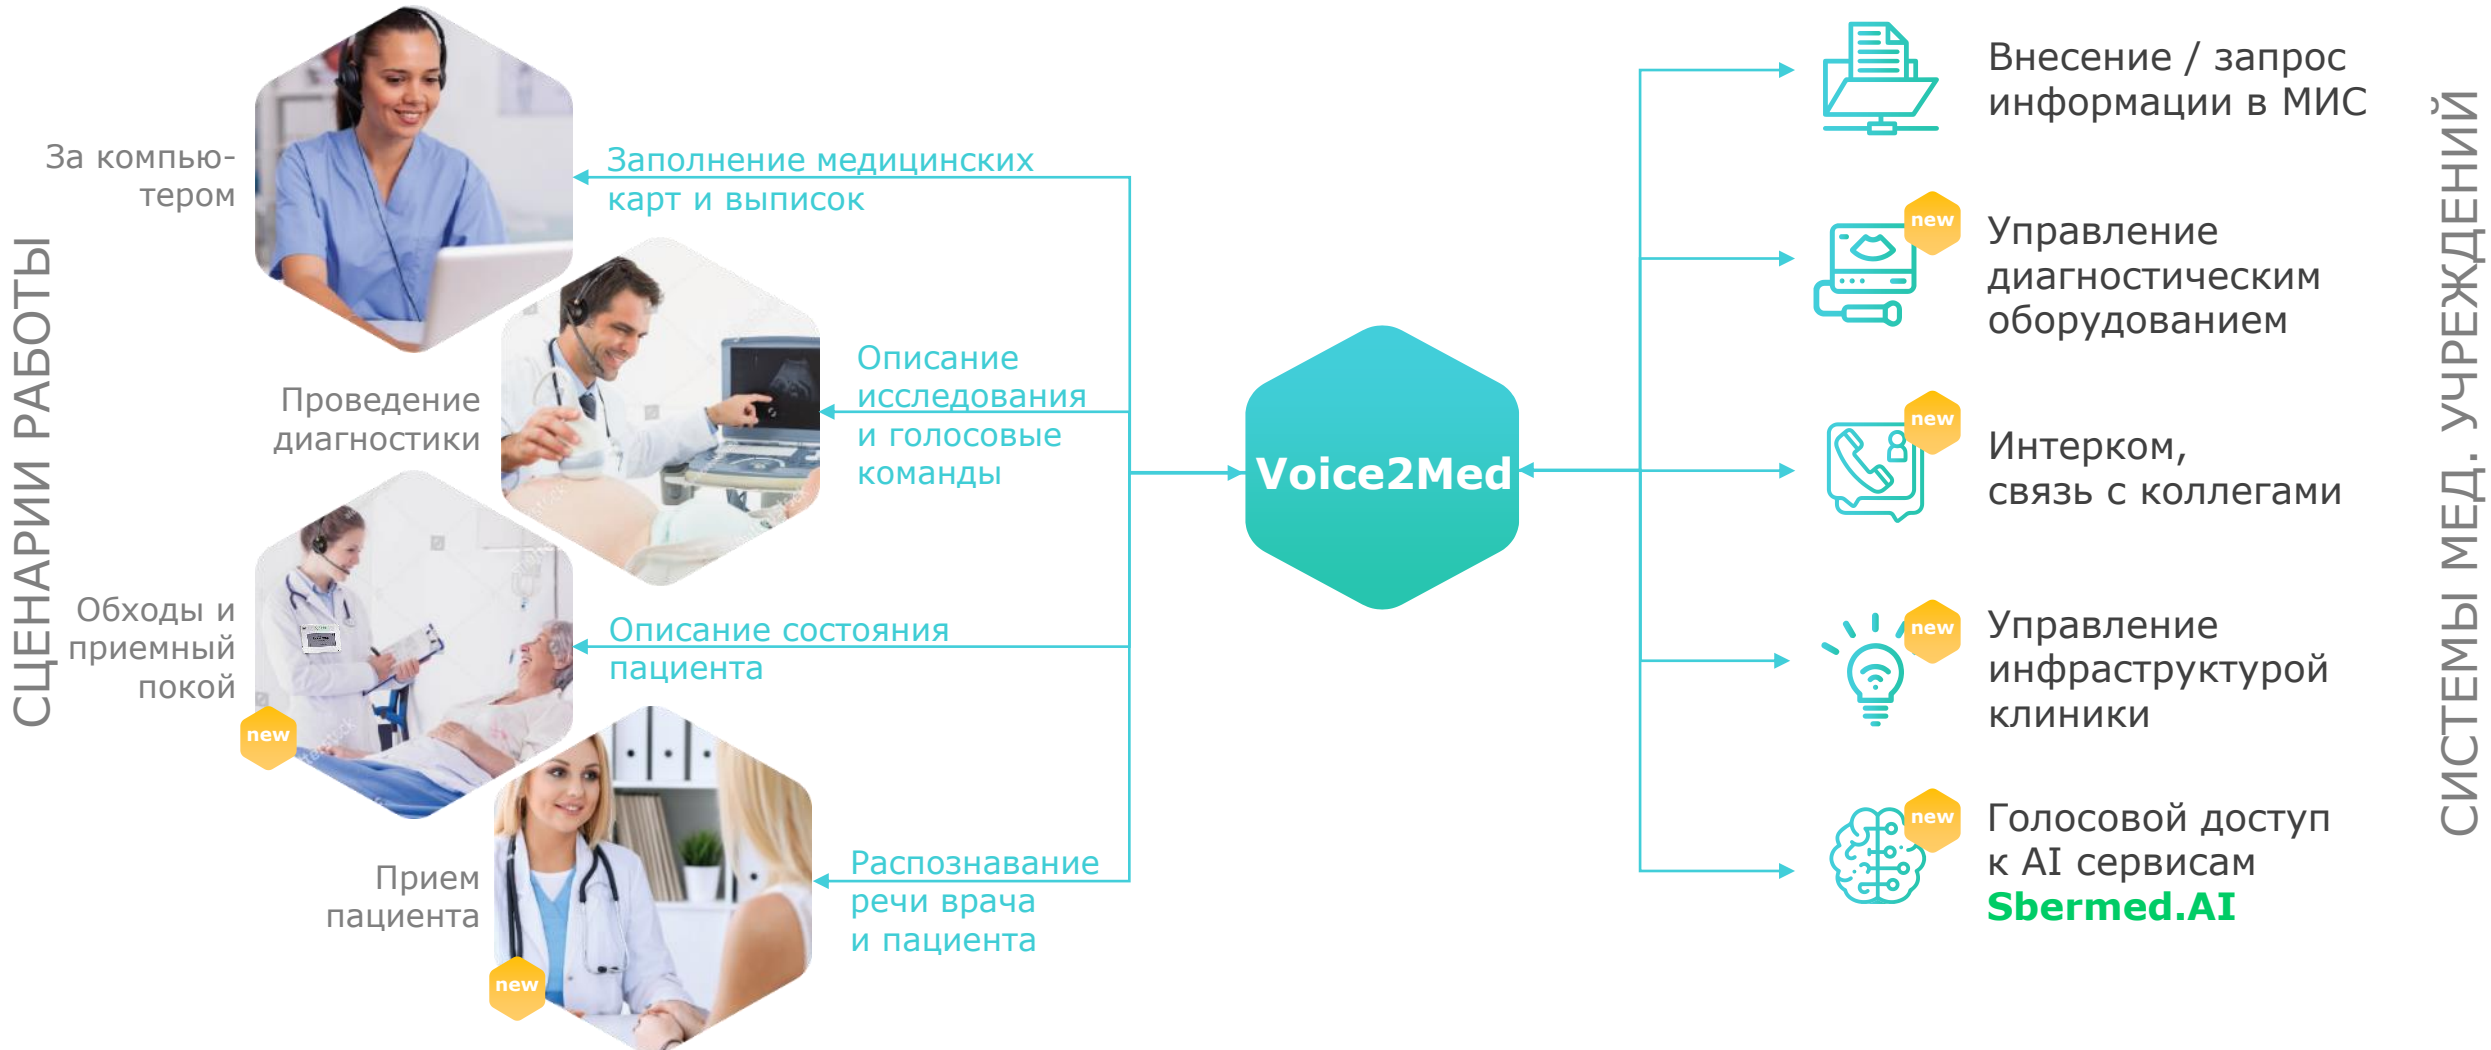 СЦЕНАРИИ РАБОТЫ
За компью-
тером
Заполнение медицинских
карт и выписок
Проведение
диагностики
Описание
исследования
и голосовые
команды
Обходы и
приемный
покой
new
Описание состояния
пациента
Прием
пациента
new
Распознавание
речи врача
и пациента
Voice2Med
Внесение / запрос
информации в МИС
new
Управление
диагностическим
оборудованием
new
Интерком,
связь с коллегами
new
Управление
инфраструктурой
клиники
new
Голосовой доступ
к AI сервисам
Sbermed.AI
СИСТЕМЫ МЕД. УЧРЕЖДЕНИЙ